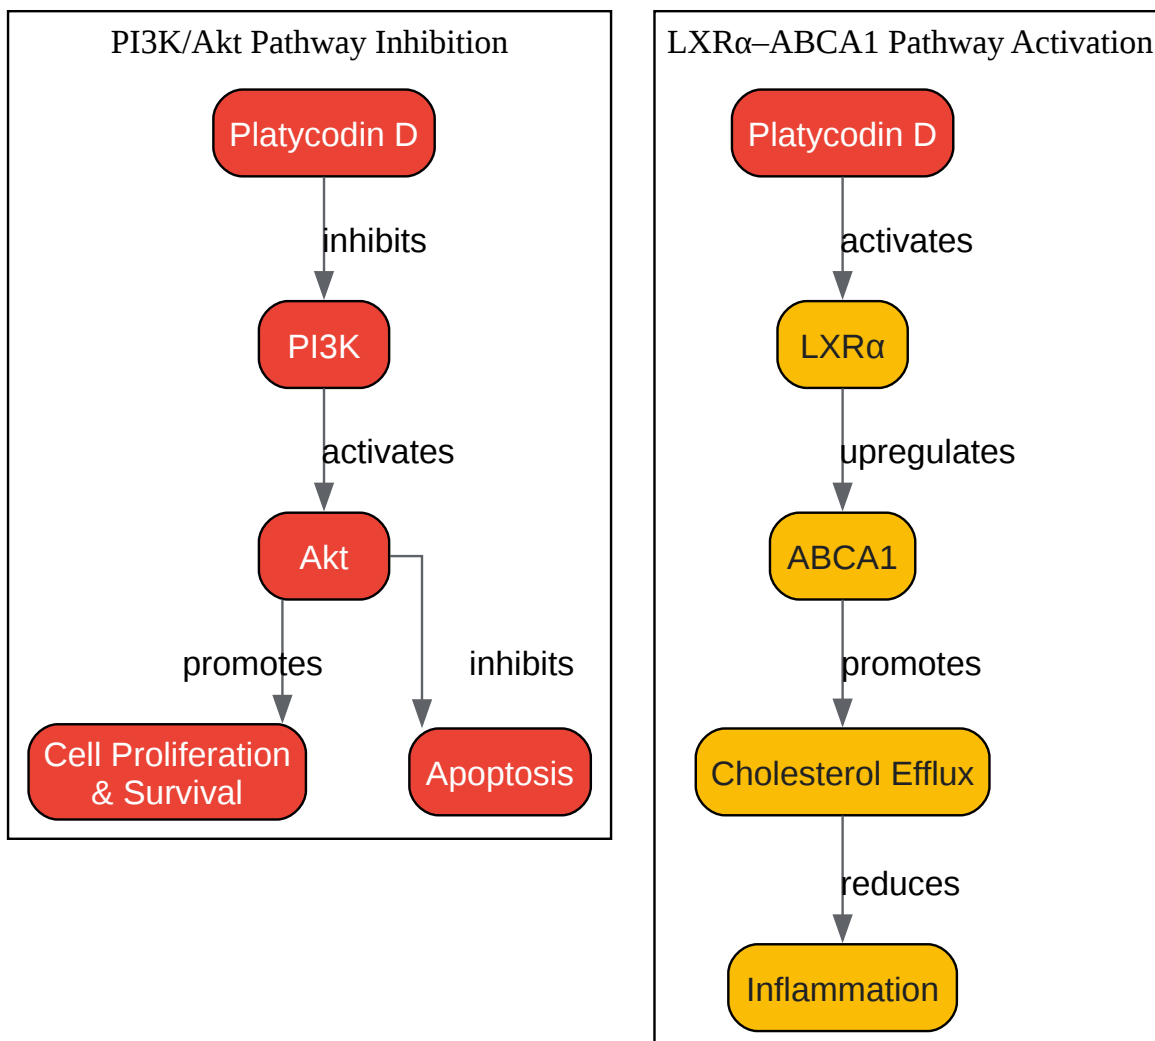 PI3K/Akt Pathway Inhibition
Platycodin D
inhibits
PI3K
activates
Akt
promotes
inhibits
Cell Proliferation
& Survival
Apoptosis
LXRα–ABCA1 Pathway Activation
Platycodin D
activates
LXRα
upregulates
ABCA1
promotes
Cholesterol Efflux
reduces
Inflammation